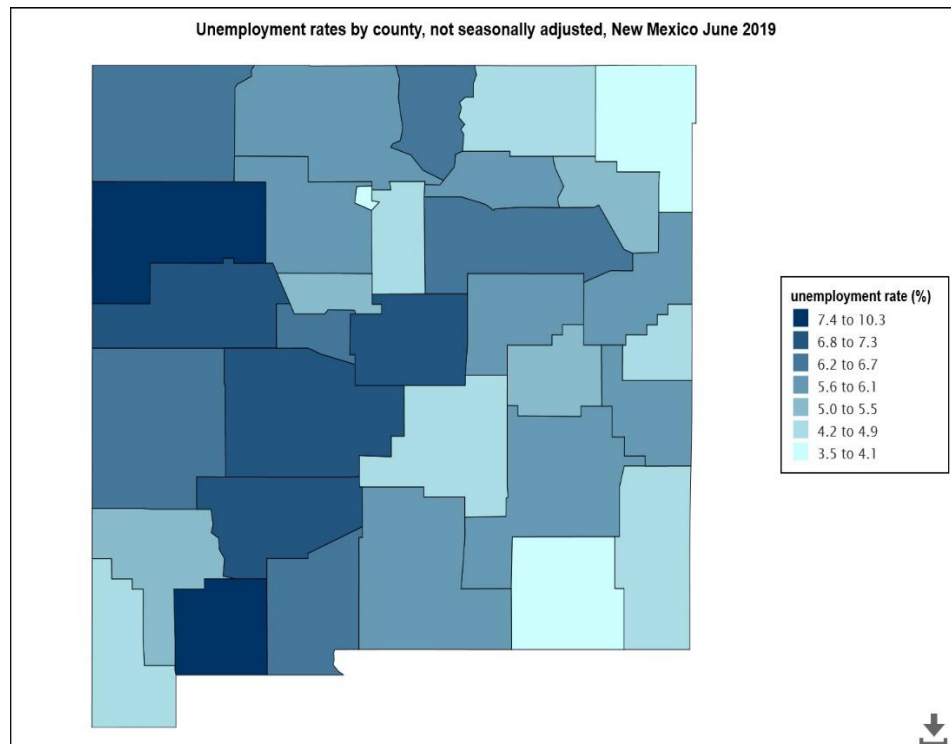 Unemployment rates by county, not seasonally adjusted, New Mexico June 2019
unemployment rate (%)
7.4 to 10.3
6.8 to 7.3
6.2 to 6.7
5.6 to 6.1
5.0 to 5.5
4.2 to 4.9
3.5 to 4.1